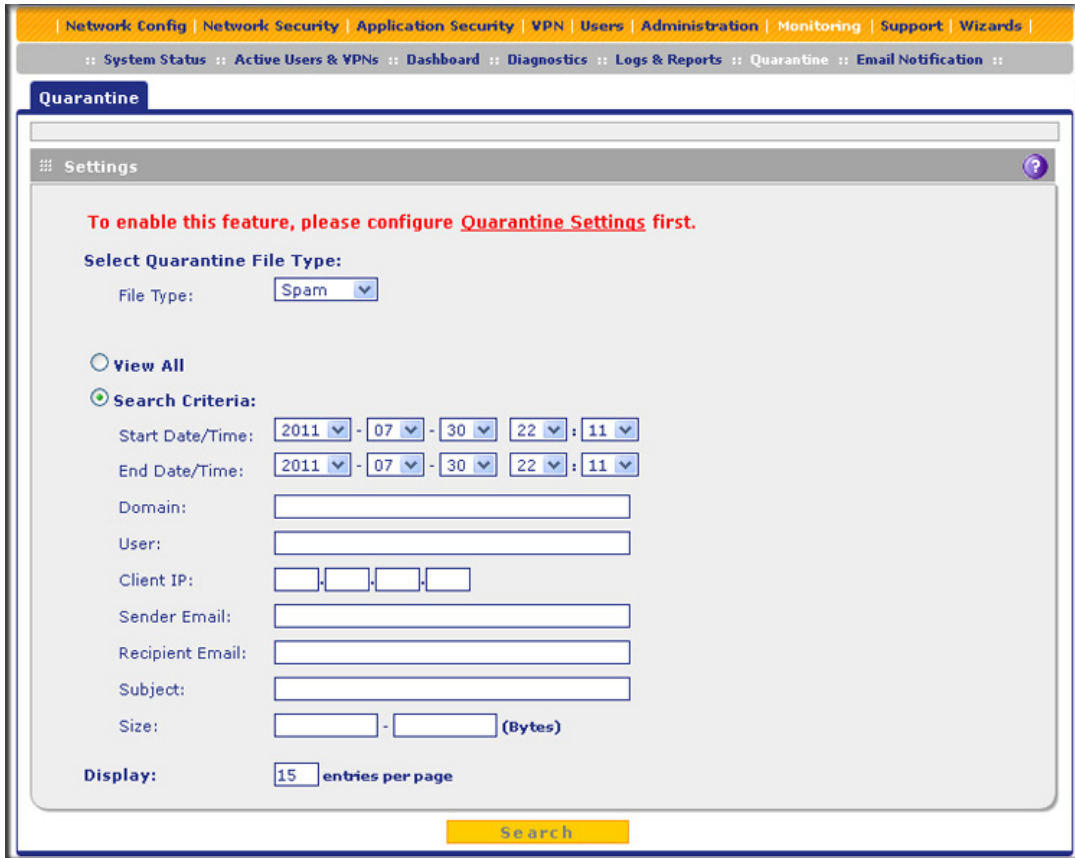 | Network Config | Network Security | Application Security | VPN | Users | Administration | Monitoring | Support | Wizards |
:: System Status :: Active Users & VPNs :: Dashboard :: Diagnostics :: Logs & Reports :: Quarantine :: Email Notification ::
Quarantine
Settings ?
To enable this feature, please configure Quarantine Settings first.
Select Quarantine File Type:
File Type: Spam
View All
Search Criteria:
Start Date/Time: 2011 - 07 - 30 22 : 11
End Date/Time: 2011 - 07 - 30 22 : 11
Domain:
User:
Client IP: . . .
Sender Email:
Recipient Email:
Subject:
Size: - (Bytes)
Display: 15 entries per page
Search